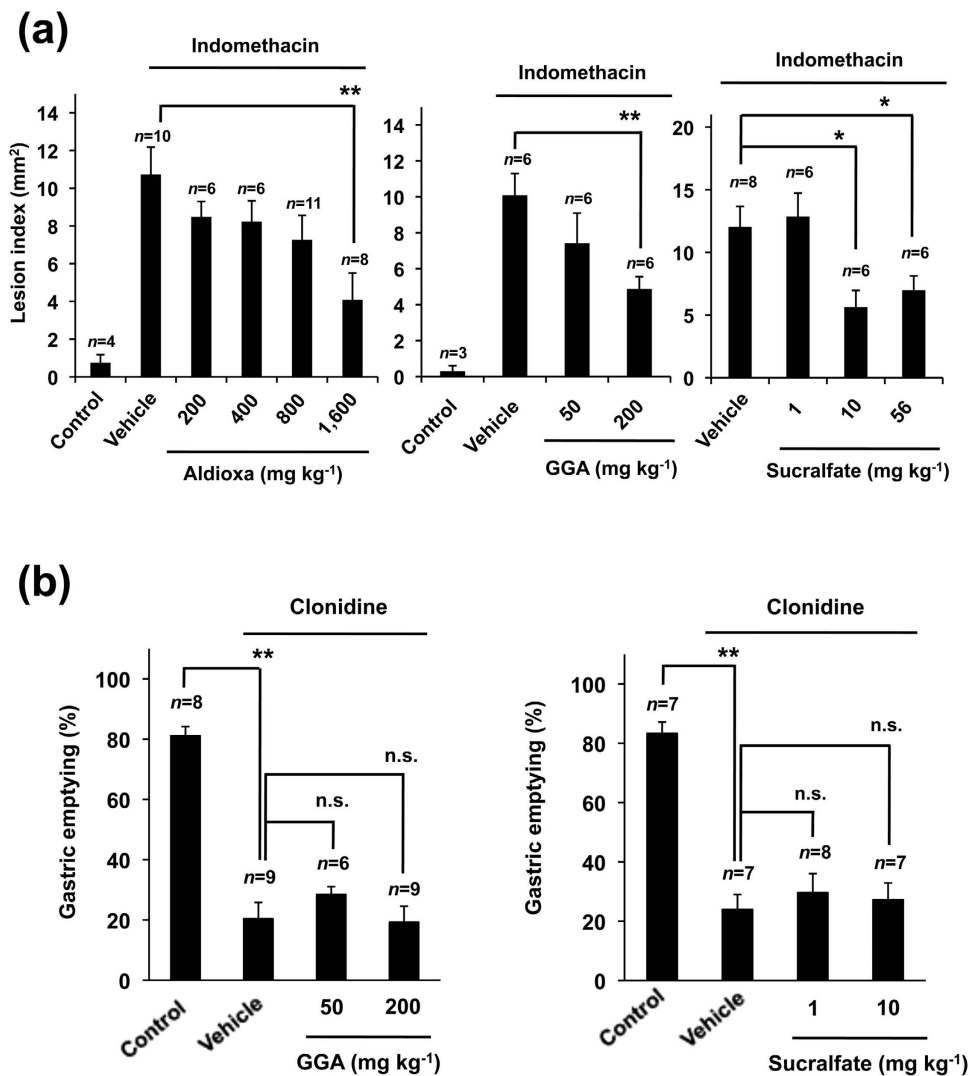 (a)
Indomethacin
Lesion index (mm²)
14
12
10
8
6
4
2
0
**
n=4
n=10
n=6
n=6
n=11
n=8
Control
Vehicle
200
400
800
1,600
Aldioxa (mg kg⁻¹)
Indomethacin
14
12
10
8
6
4
2
0
**
n=3
n=6
n=6
n=6
Control
Vehicle
50
200
GGA (mg kg⁻¹)
Indomethacin
20
15
10
5
0
*
*
n=8
n=6
n=6
n=6
Vehicle
1
10
56
Sucralfate (mg kg⁻¹)
(b)
Clonidine
Gastric emptying (%)
100
80
60
40
20
0
**
n.s.
n.s.
n=8
n=9
n=6
n=9
Control
Vehicle
50
200
GGA (mg kg⁻¹)
Clonidine
Gastric emptying (%)
100
80
60
40
20
0
**
n.s.
n.s.
n=7
n=7
n=8
n=7
Control
Vehicle
1
10
Sucralfate (mg kg⁻¹)